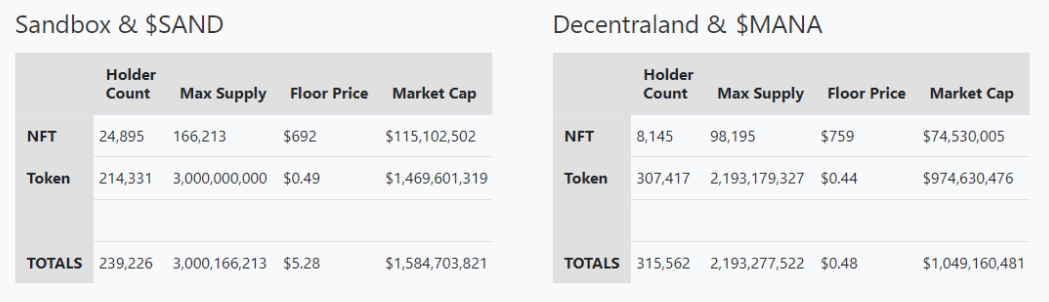 Sandbox & $SAND
Holder Count Max Supply Floor Price Market Cap
NFT 24,895 166,213 $692 $115,102,502
Token 214,331 3,000,000,000 $0.49 $1,469,601,319
TOTALS 239,226 3,000,166,213 $5.28 $1,584,703,821
Decentraland & $MANA
Holder Count Max Supply Floor Price Market Cap
NFT 8,145 98,195 $759 $74,530,005
Token 307,417 2,193,179,327 $0.44 $974,630,476
TOTALS 315,562 2,193,277,522 $0.48 $1,049,160,481